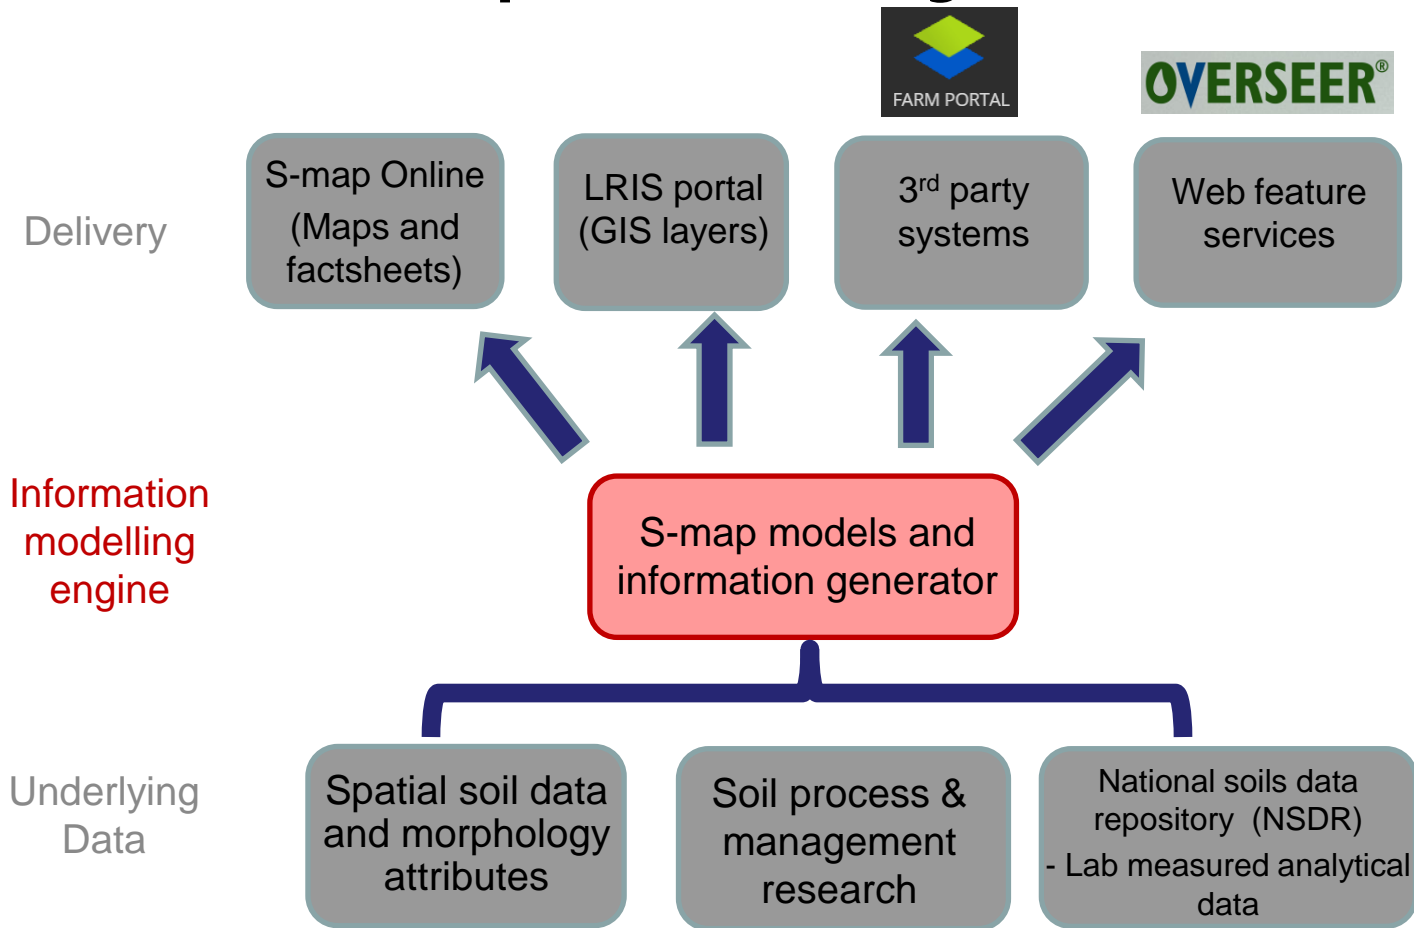 FARM PORTAL
OVERSEER®
S-map Online
(Maps and
factsheets)
LRIS portal
(GIS layers)
3rd party
systems
Web feature
services
Delivery
Information
modelling
engine
S-map models and
information generator
Underlying
Data
Spatial soil data
and morphology
attributes
Soil process &
management
research
National soils data
repository (NSDR)
- Lab measured analytical
data